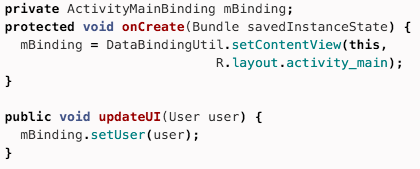 private ActivityMainBinding mBinding;
protected void onCreate(Bundle savedInstanceState) {
  mBinding = DataBindingUtil.setContentView(this,
                            R.layout.activity_main);
}

public void updateUI(User user) {
  mBinding.setUser(user);
}